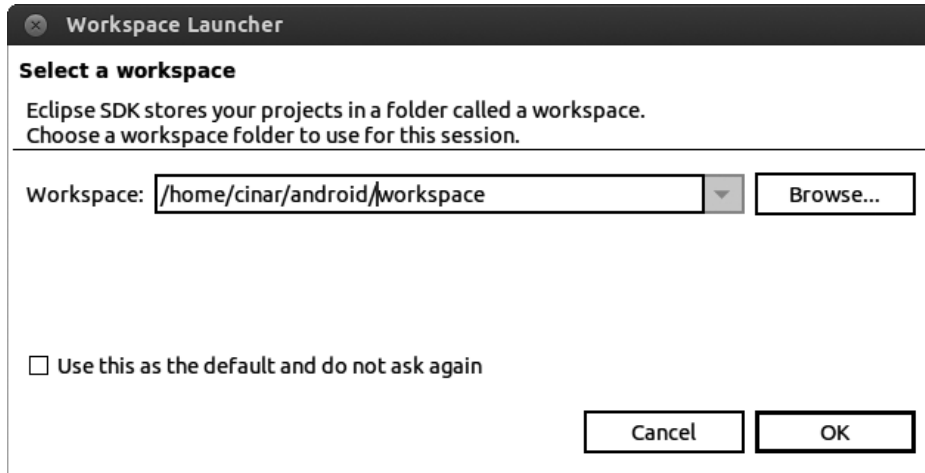 Workspace Launcher
Select a workspace
Eclipse SDK stores your projects in a folder called a workspace.
Choose a workspace folder to use for this session.
Workspace: /home/cinar/android/workspace Browse...
Use this as the default and do not ask again
Cancel OK